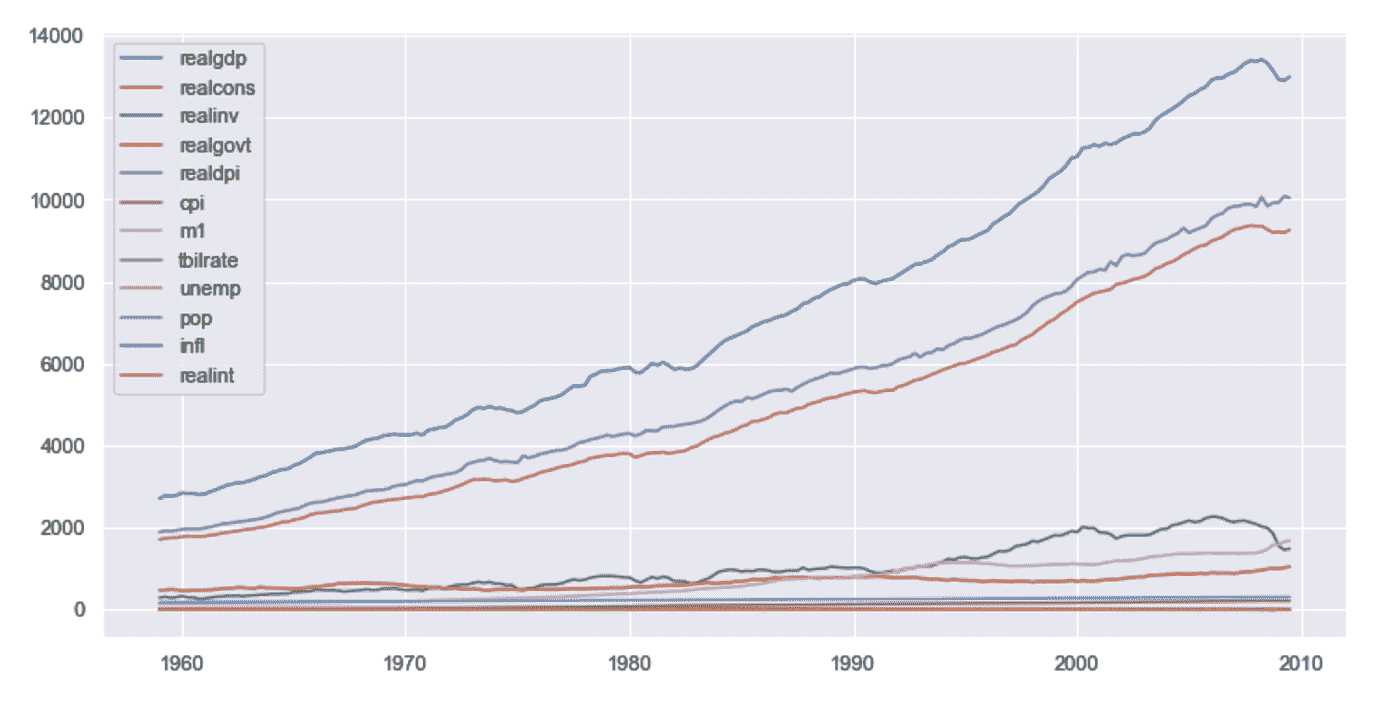 14000
12000
10000
8000
6000
4000
2000
0
realgdp
realcons
realinv
realgovt
realdpi
cpi
m1
tbilrate
unemp
pop
infl
realint
1960 1970 1980 1990 2000 2010